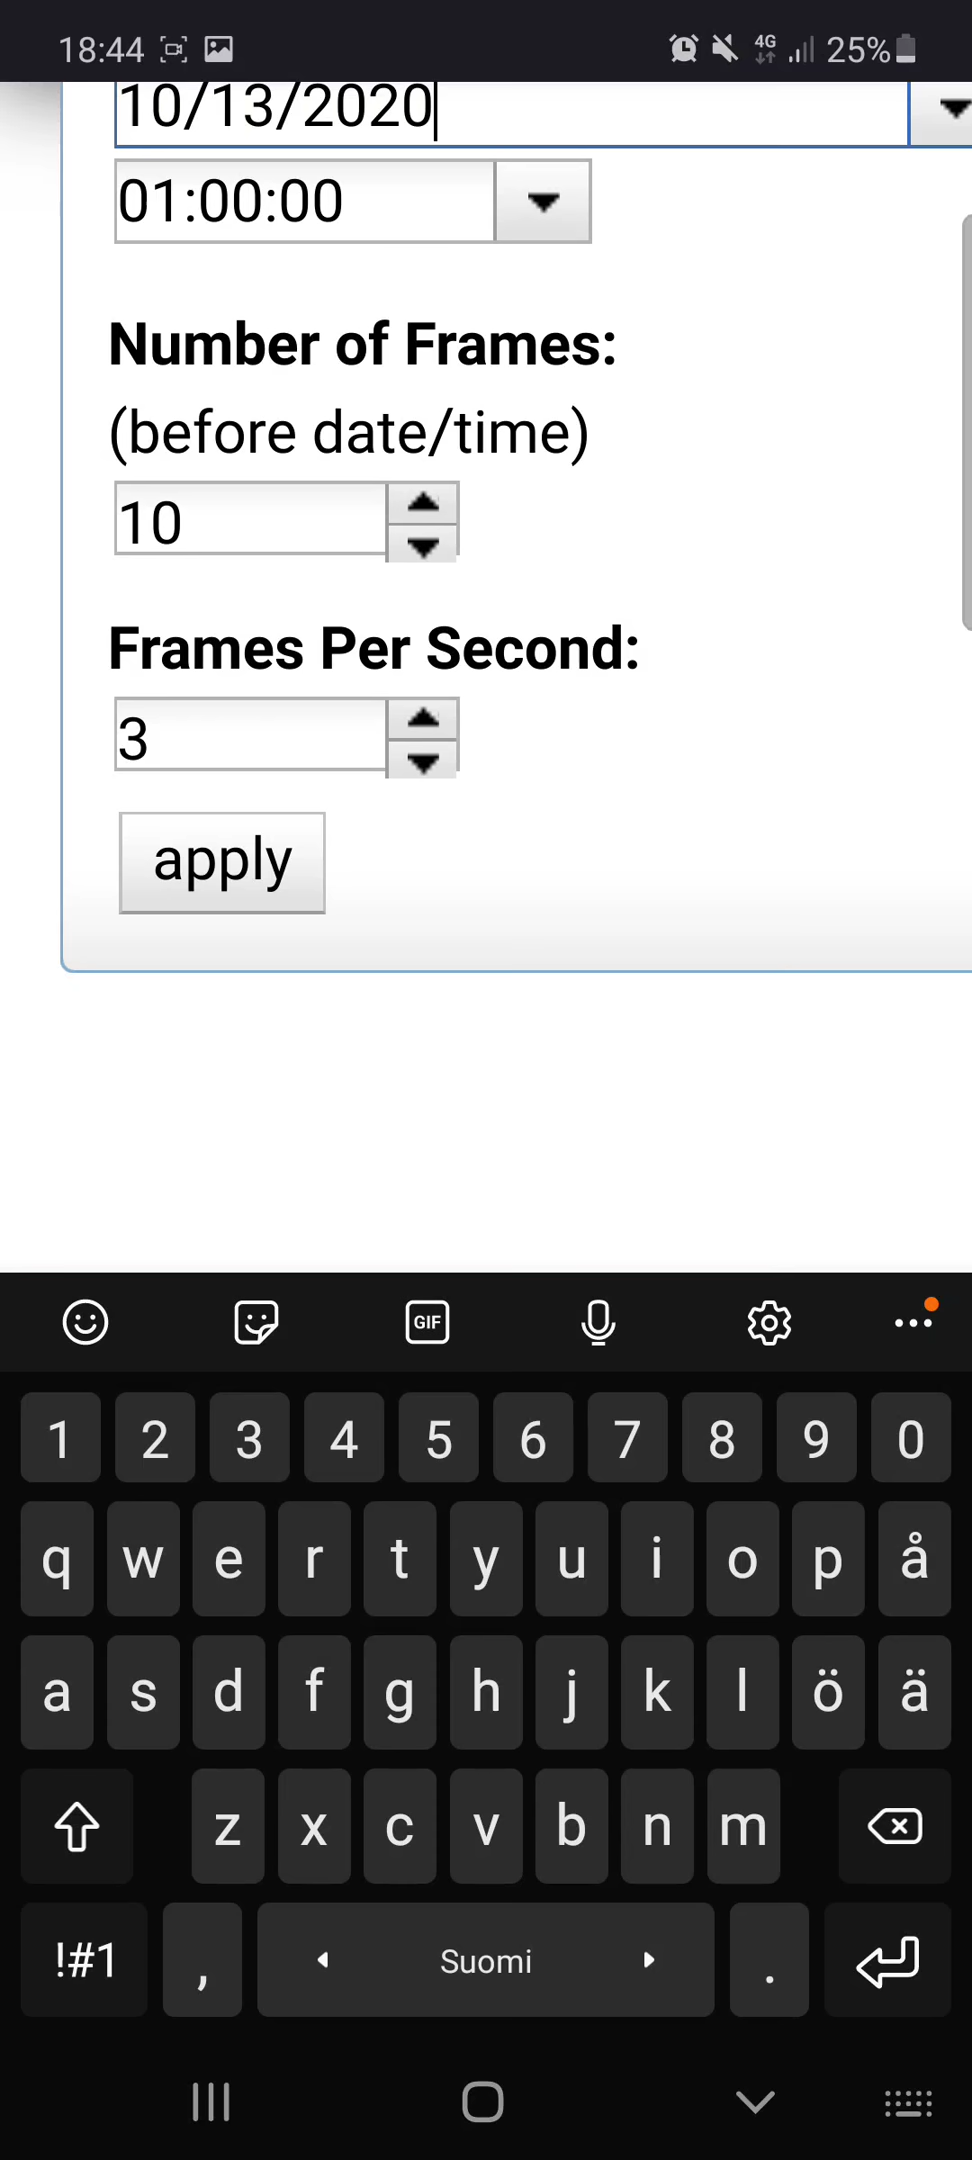 18:44 4G 25%
10/13/2020
01:00:00
Number of Frames:
(before date/time)
10
Frames Per Second:
3
apply
GIF
1 2 3 4 5 6 7 8 9 0
q w e r t y u i o p å
a s d f g h j k l ö ä
z x c v b n m
!#1 , Suomi .